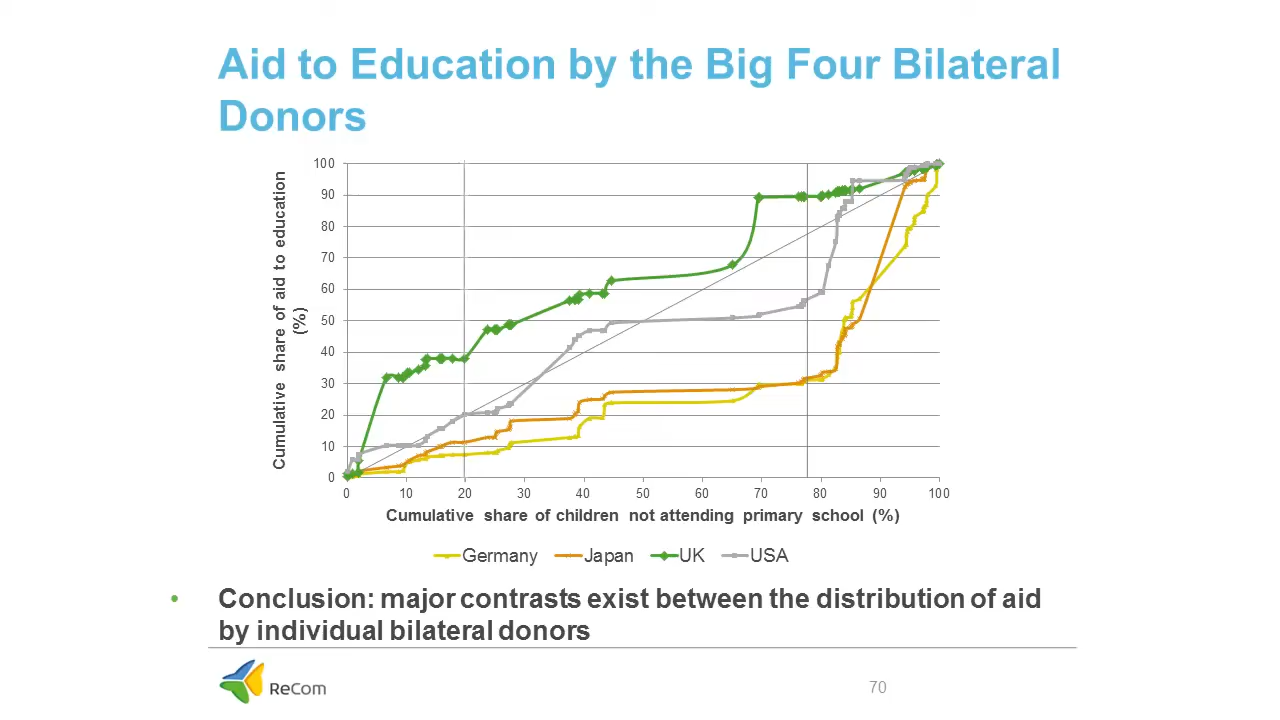 Aid to Education by the Big Four Bilateral
Donors
Cumulative share of aid to education
(%)
100
90
80
70
60
50
40
30
20
10
0
0 10 20 30 40 50 60 70 80 90 100
Cumulative share of children not attending primary school (%)
Germany Japan UK USA
• Conclusion: major contrasts exist between the distribution of aid
by individual bilateral donors
ReCom
70